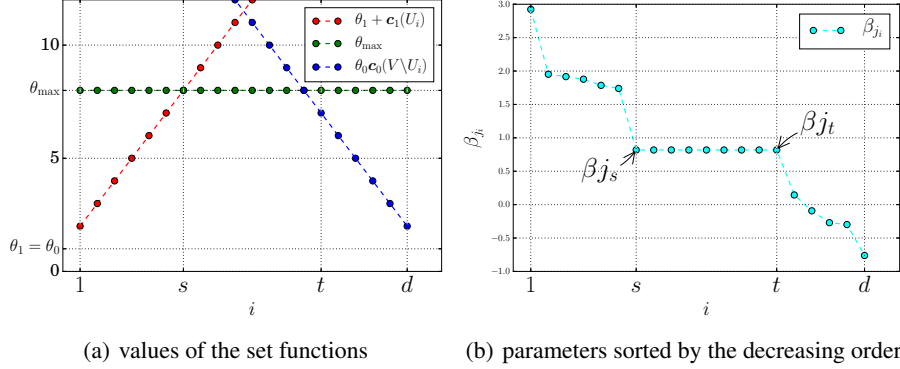 θ₁ + c₁(Uᵢ)
θmax
θ₀c₀(V\Uᵢ)
10
θmax
5
θ₁ = θ₀
0
1
s
t
d
i
(a) values of the set functions
3.0
2.5
2.0
1.5
1.0
0.5
0.0
−0.5
−1.0
βjᵢ
βjᵢ
βjₛ
βjₜ
1
s
t
d
i
(b) parameters sorted by the decreasing order